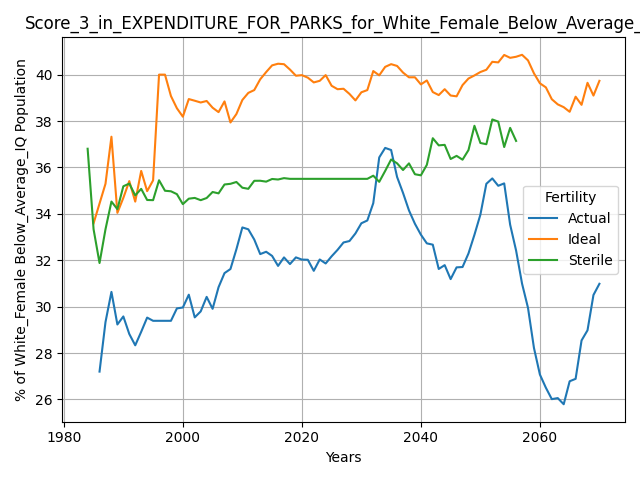 Score_3_in_EXPENDITURE_FOR_PARKS_for_White_Female_Below_Average_
% of White_Female Below_Average_IQ Population
40
38
36
34
32
30
28
26
Fertility
Actual
Ideal
Sterile
1980 2000 2020 2040 2060
Years